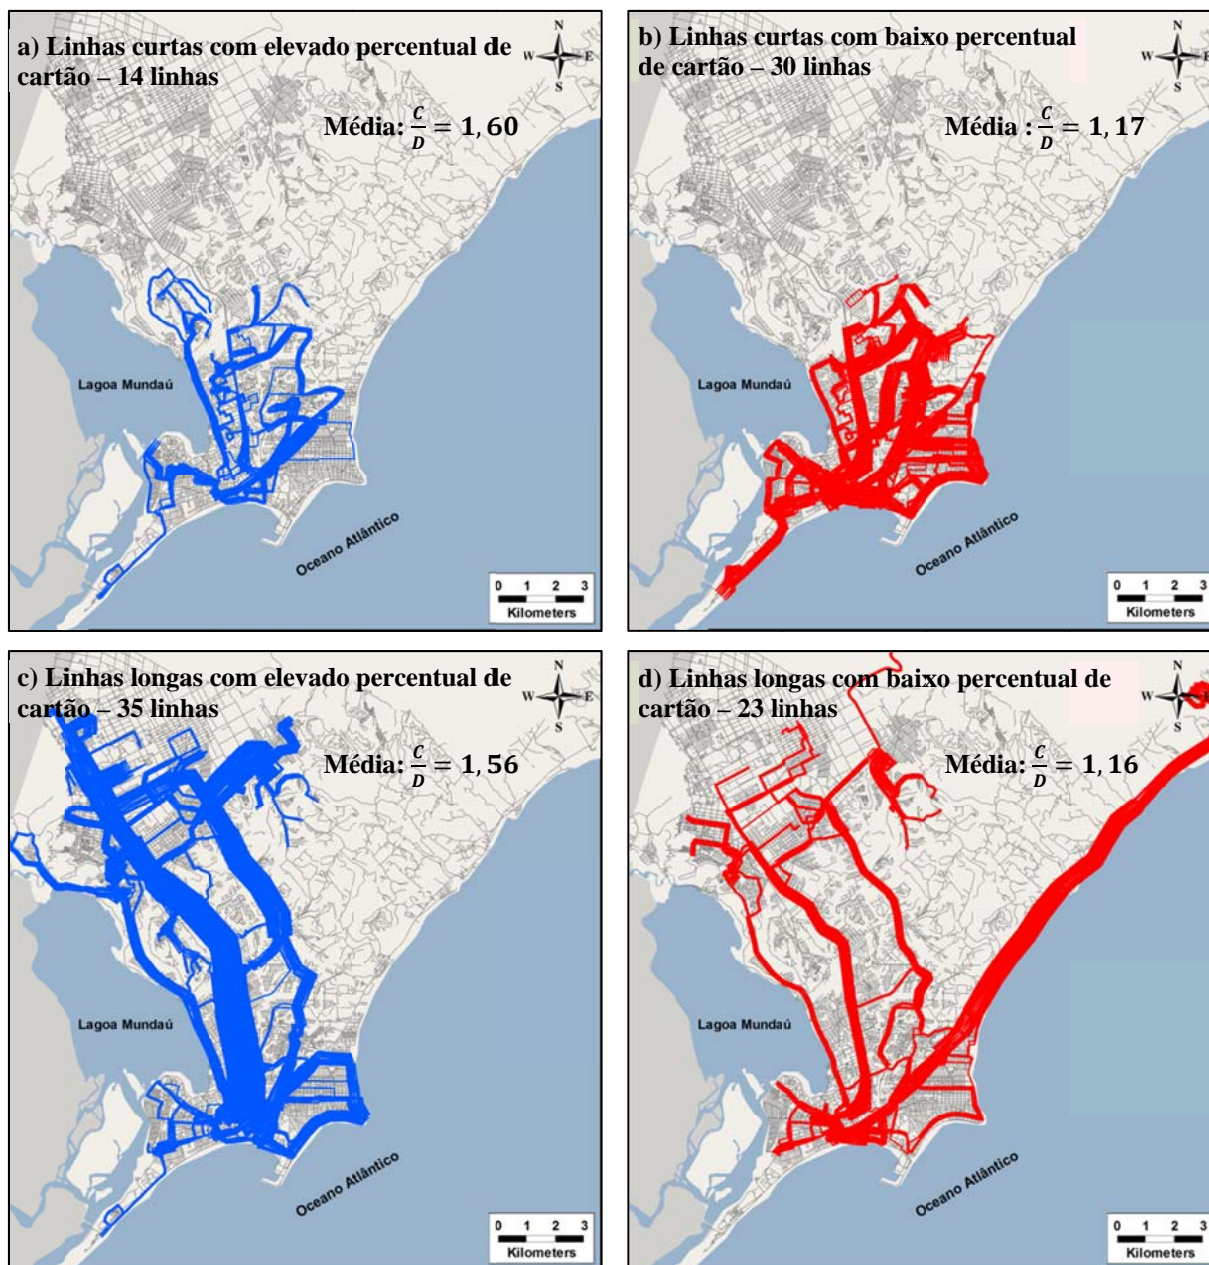 a) Linhas curtas com elevado percentual de
cartão – 14 linhas
N
W E
S
Média: C/D = 1, 60
Lagoa Mundaú
Oceano Atlântico
0 1 2 3
Kilometers
b) Linhas curtas com baixo percentual
de cartão – 30 linhas
N
W E
S
Média : C/D = 1, 17
Lagoa Mundaú
Oceano Atlântico
0 1 2 3
Kilometers
c) Linhas longas com elevado percentual de
cartão – 35 linhas
N
W E
S
Média: C/D = 1, 56
Lagoa Mundaú
Oceano Atlântico
0 1 2 3
Kilometers
d) Linhas longas com baixo percentual de
cartão – 23 linhas
N
W E
S
Média: C/D = 1, 16
Lagoa Mundaú
Oceano Atlântico
0 1 2 3
Kilometers